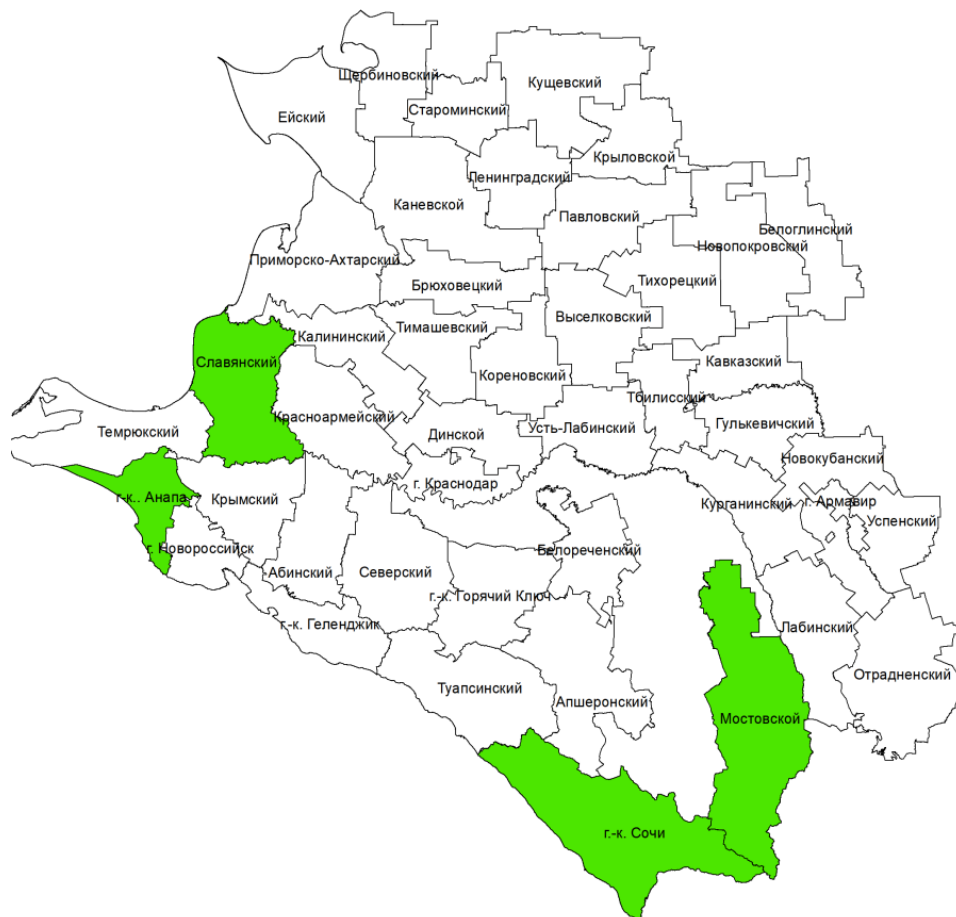 Щербиновский
Кущевский
Ейский
Староминский
Крыловской
Ленинградский
Каневской
Павловский
Белоглинский
Новопокровский
Приморско-Ахтарский
Брюховецкий
Тихорецкий
Выселковский
Тимашевский
Калининский
Славянский
Кавказский
Кореновский
Тбилисский
Красноармейский
Гулькевичский
Усть-Лабинский
Динской
Темрюкский
Новокубанский
г. Краснодар
г-к.. Анапа
Крымский
Курганинский
г. Армавир
Успенский
г. Новороссийск
Белореченский
Абинский
Северский
г.-к. Горячий Ключ
г.-к. Геленджик
Лабинский
Отрадненский
Туапсинский
Апшеронский
Мостовской
г.-к. Сочи